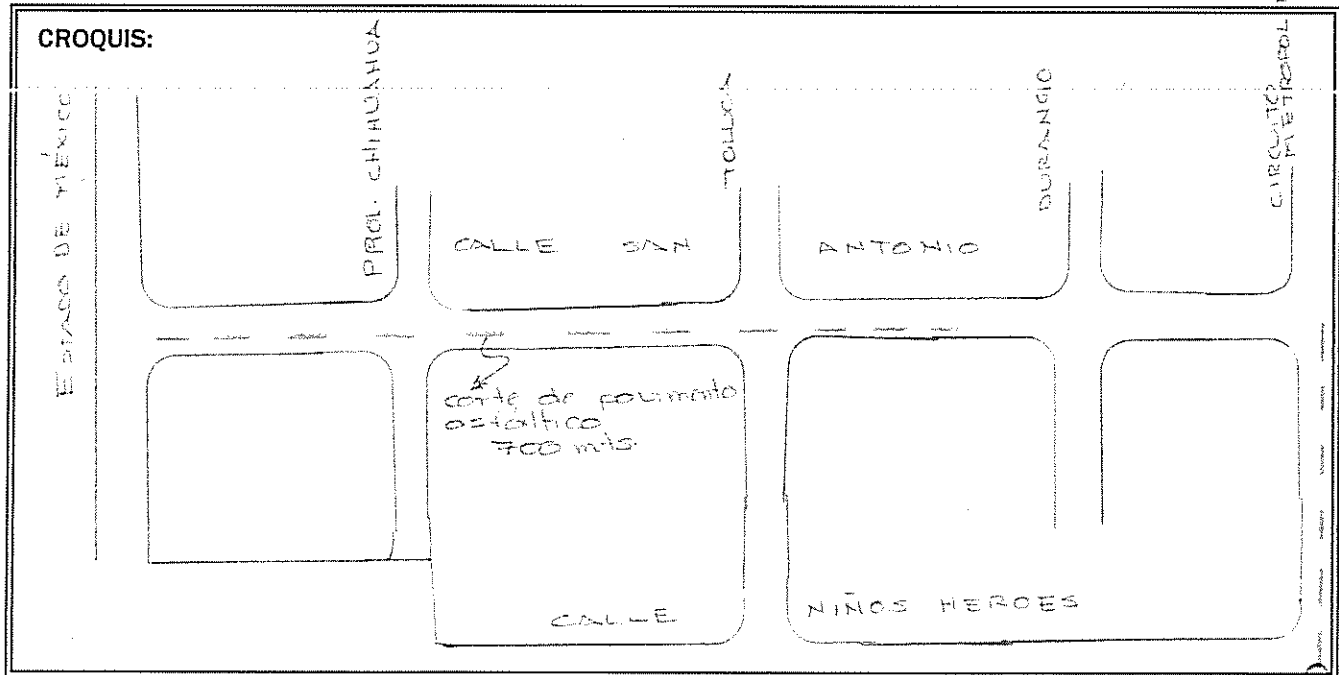 CROQUIS:
ESTADO DE MÉXICO
PROL. CHIHUAHUA
TOLUCA
DURANGO
CIRCUITO
METROPOL
CALLE SAN ANTONIO
corte de pavimento
asfáltico
700 mts.
CALLE NIÑOS HEROES